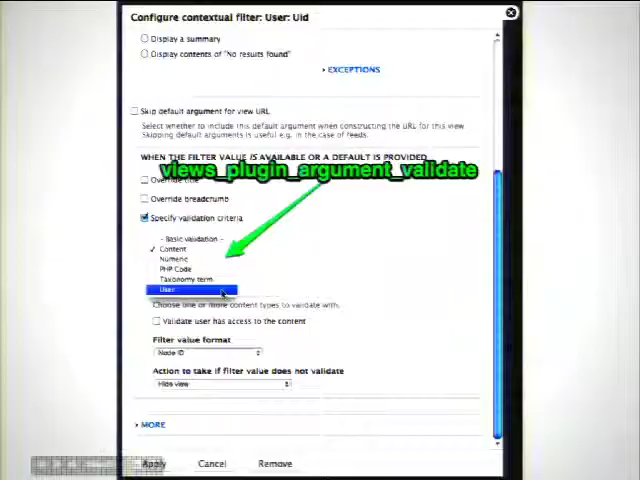 Configure contextual filter: User: Uid
Display a summary
Display contents of "No results found"
EXCEPTIONS
Skip default argument for view URL
Select whether to include this default argument when constructing the URL for this view.
Skipping default arguments is useful e.g. in the case of feeds.
WHEN THE FILTER VALUE IS AVAILABLE OR A DEFAULT IS PROVIDED
views_plugin_argument_validate
Override title
Override breadcrumb
Specify validation criteria
- Basic validation -
✓ Content
Numeric
PHP Code
Taxonomy term
User
Choose one or more content types to validate with.
Validate user has access to the content
Filter value format
Node ID
Action to take if filter value does not validate
Hide view
MORE
Apply
Cancel
Remove